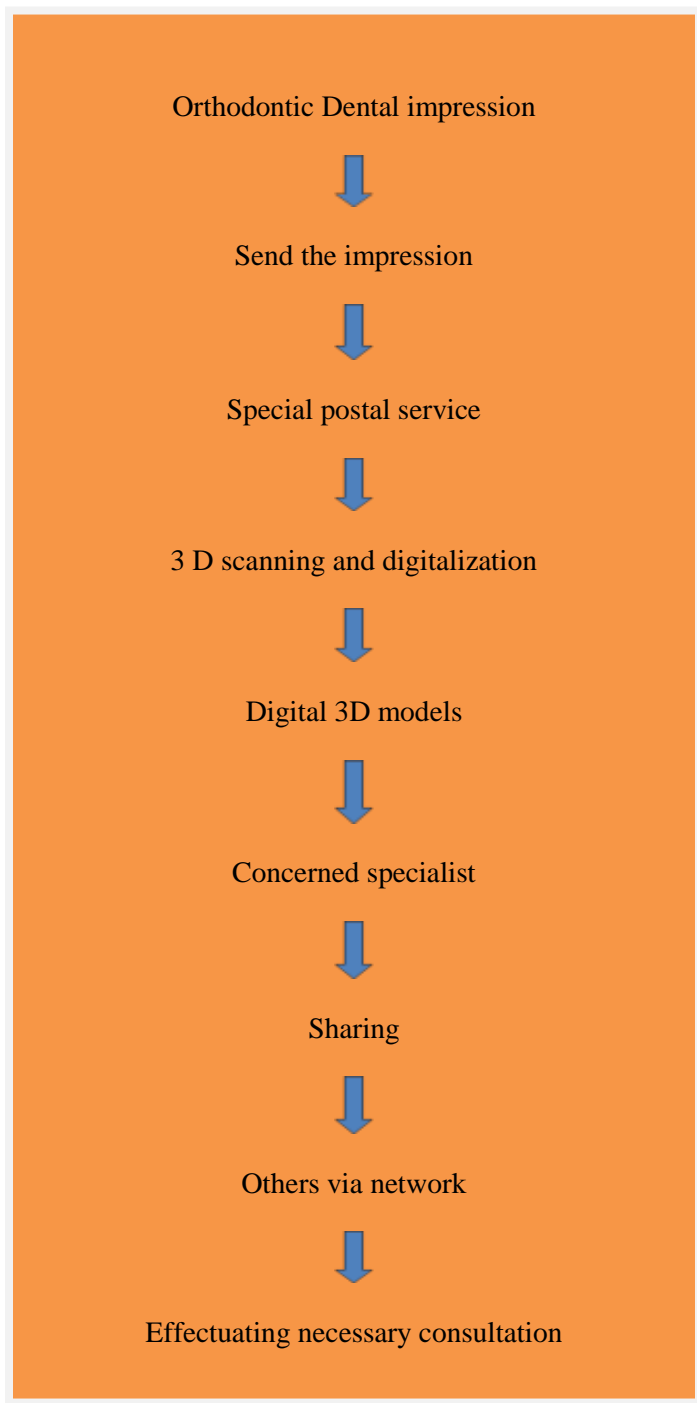 Orthodontic Dental impression
Send the impression
Special postal service
3 D scanning and digitalization
Digital 3D models
Concerned specialist
Sharing
Others via network
Effectuating necessary consultation